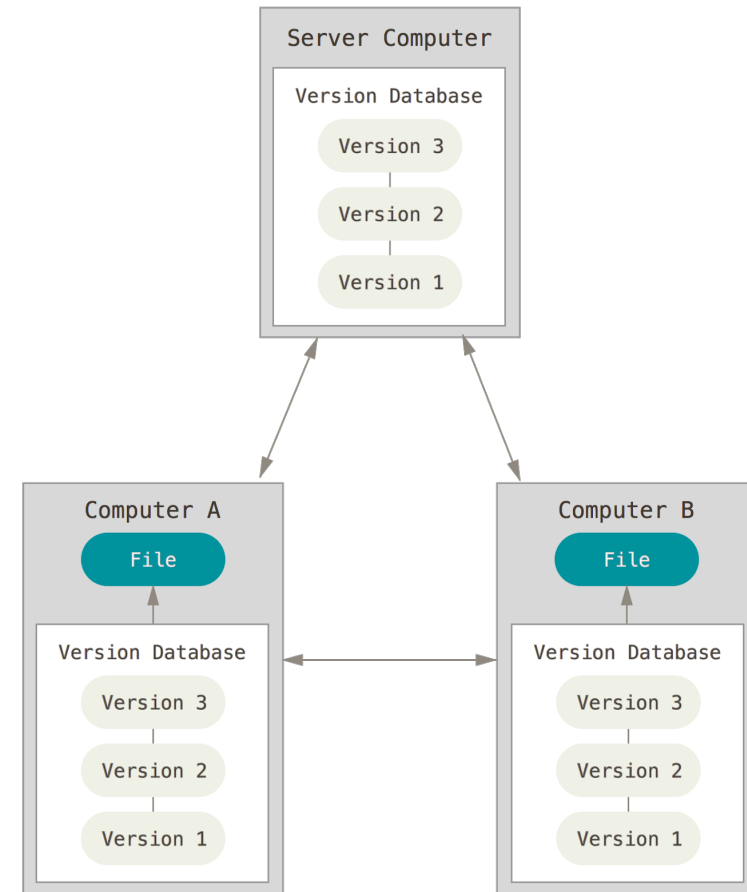 Server Computer
Version Database
Version 3
Version 2
Version 1
Computer A
File
Version Database
Version 3
Version 2
Version 1
Computer B
File
Version Database
Version 3
Version 2
Version 1